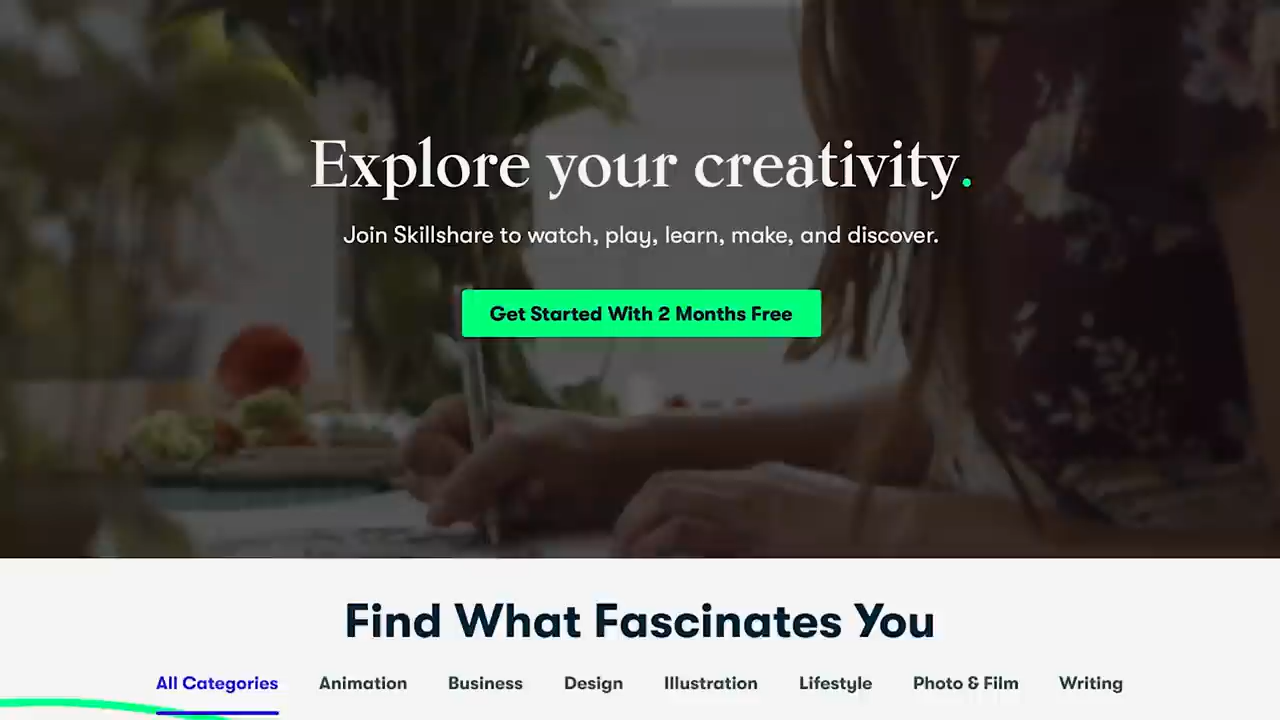 Explore your creativity.
Join Skillshare to watch, play, learn, make, and discover.
Get Started With 2 Months Free
Find What Fascinates You
All Categories Animation Business Design Illustration Lifestyle Photo & Film Writing